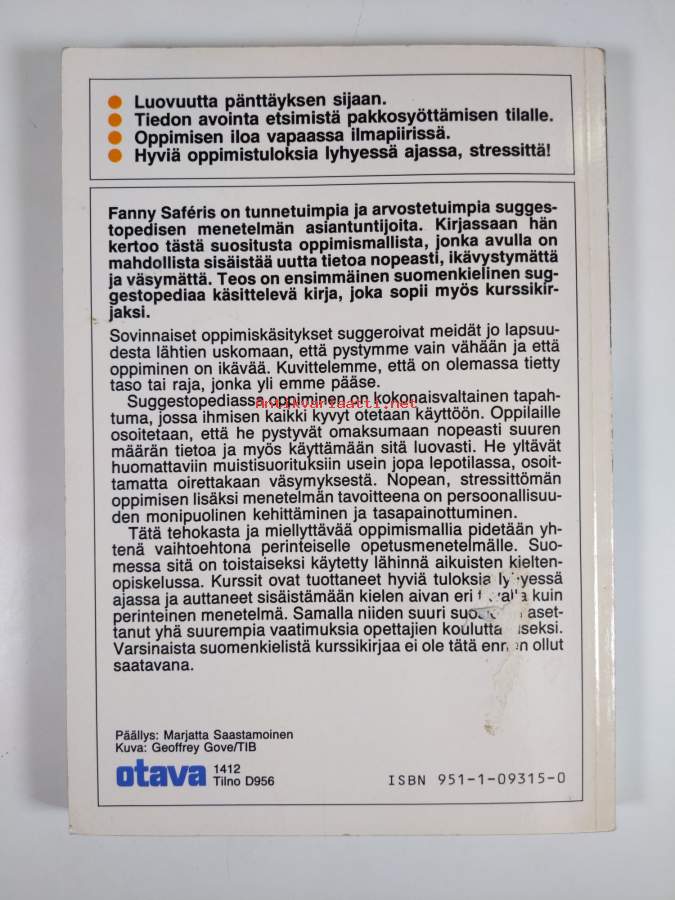 Luovuutta pänttäyksen sijaan.
Tiedon avointa etsimistä pakkosyöttämisen tilalle.
Oppimisen iloa vapaassa ilmapiirissä.
Hyviä oppimistuloksia lyhyessä ajassa, stressittä!
Fanny Saféris on tunnetuimpia ja arvostetuimpia sugges-
topedisen menetelmän asiantuntijoita. Kirjassaan hän
kertoo tästä suositusta oppimismallista, jonka avulla on
mahdollista sisäistää uutta tietoa nopeasti, ikävystymättä
ja väsymättä. Teos on ensimmäinen suomenkielinen sug-
gestopediaa käsittelevä kirja, joka sopii myös kurssikir-
jaksi.
Sovinnaiset oppimiskäsitykset suggeroivat meidät jo lapsuu-
desta lähtien uskomaan, että pystymme vain vähään ja että
oppiminen on ikävää. Kuvittelemme, että on olemassa tietty
taso tai raja, jonka yli emme pääse.
Suggestopediassa oppiminen on kokonaisvaltainen tapah-
Antikvariaatti.net
tuma, jossa ihmisen kaikki kyvyt otetaan käyttöön. Oppilaille
osoitetaan, että he pystyvät omaksumaan nopeasti suuren
määrän tietoa ja myös käyttämään sitä luovasti. He yltävät
huomattaviin muistisuorituksiin usein jopa lepotilassa, osoit-
tamatta oirettakaan väsymyksestä. Nopean, stressittömän
oppimisen lisäksi menetelmän tavoitteena on persoonallisuu-
den monipuolinen kehittäminen ja tasapainottuminen.
Tätä tehokasta ja miellyttävää oppimismallia pidetään yh-
tenä vaihtoehtona perinteiselle opetusmenetelmälle. Suo-
messa sitä on toistaiseksi käytetty lähinnä aikuisten kielten-
opiskelussa. Kurssit ovat tuottaneet hyviä tuloksia lyhyessä
ajassa ja auttaneet sisäistämään kielen aivan eri kuin
perinteinen menetelmä. Samalla niiden suuri aset-
tanut yhä suurempia vaatimuksia opettajien
Varsinaista suomenkielistä kurssikirjaa ei ole tätä ennen ollut
saatavana.
Päällys: Marjatta Saastamoinen
Kuva: Geoffrey Gove/TIB
otava
1412
Tilno D956
ISBN 951-1-09315-0